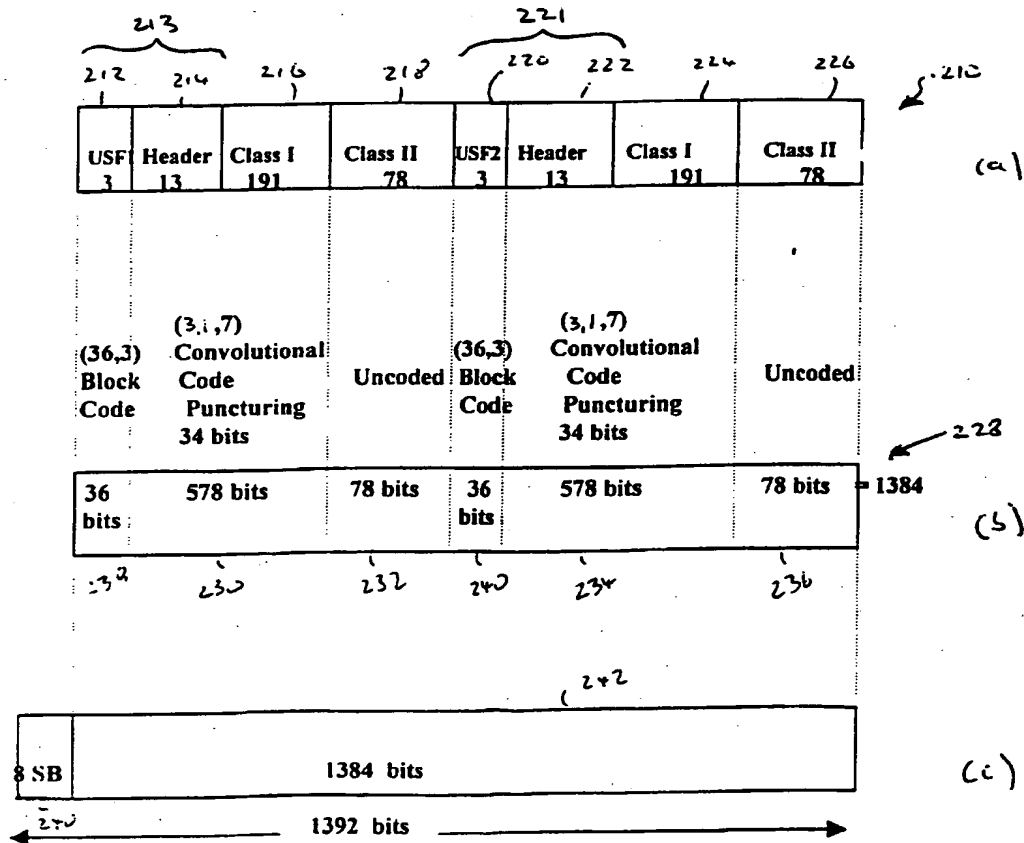 213
221
212 214 216 218 220 222 224 226
210
USF1 Header Class I Class II USF2 Header Class I Class II
3 13 191 78 3 13 191 78
(a)
(36,3) Block Code
(3,1,7) Convolutional Code Puncturing 34 bits
Uncoded
(36,3) Block Code
(3,1,7) Convolutional Code Puncturing 34 bits
Uncoded
228
36 bits 578 bits 78 bits 36 bits 578 bits 78 bits = 1384
(b)
230 232 240 234 236
242
8 SB 1384 bits
(c)
240
1392 bits